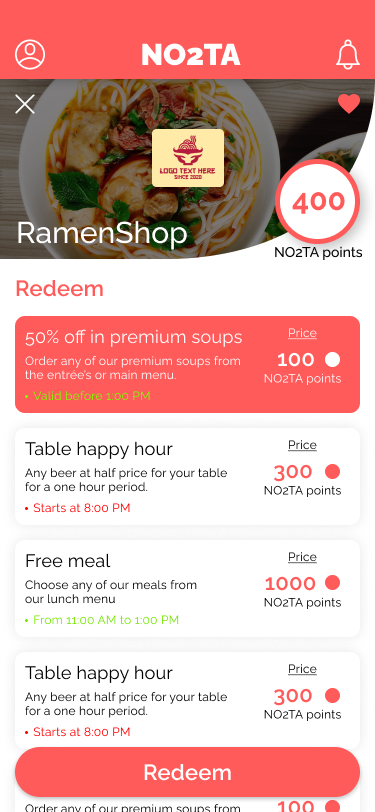 NO2TA
LOGO TEXT HERE
SINCE 2020
400
RamenShop
NO2TA points
Redeem
50% off in premium soups
Price
Order any of our premium soups from
the entrée's or main menu.
100
NO2TA points
• Valid before 1:00 PM
Table happy hour
Price
Any beer at half price for your table
for a one hour period.
300
NO2TA points
• Starts at 8:00 PM
Free meal
Price
Choose any of our meals from
our lunch menu
1000
NO2TA points
• From 11:00 AM to 1:00 PM
Table happy hour
Price
Any beer at half price for your table
for a one hour period.
300
NO2TA points
• Starts at 8:00 PM
Redeem
Order any of our premium soups from
100